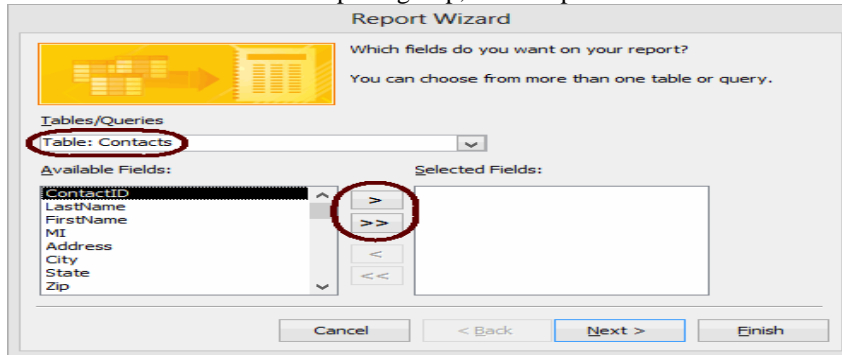 Report Wizard
Which fields do you want on your report?
You can choose from more than one table or query.
Tables/Queries
Table: Contacts
Available Fields:
Selected Fields:
ContactID
LastName
FirstName
MI
Address
City
State
Zip
>
>>
<
<<
Cancel
< Back
Next >
Finish